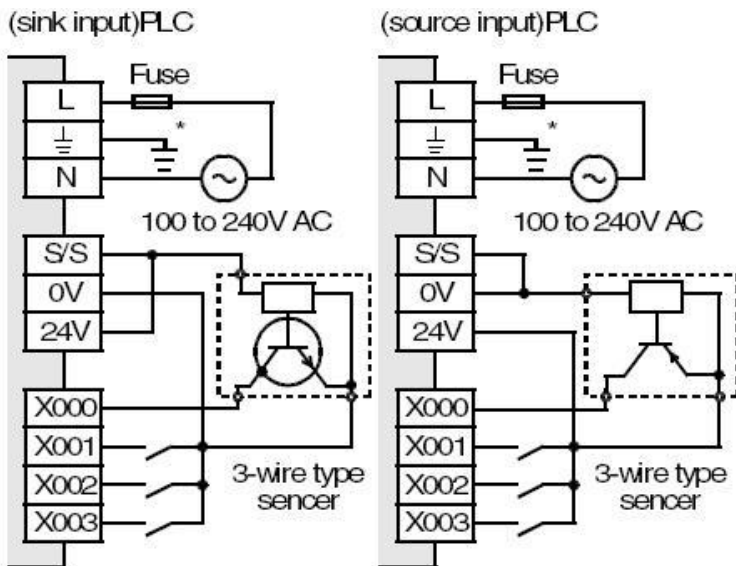 (sink input)PLC
Fuse
L
*
N
100 to 240V AC
S/S
0V
24V
X000
X001
X002
X003
3-wire type
sencer
(source input)PLC
Fuse
L
*
N
100 to 240V AC
S/S
0V
24V
X000
X001
X002
X003
3-wire type
sencer